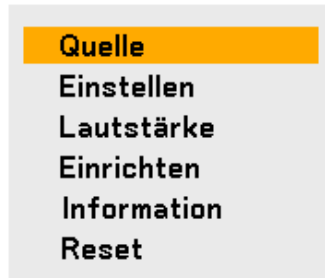 Quelle
Einstellen
Lautstärke
Einrichten
Information
Reset